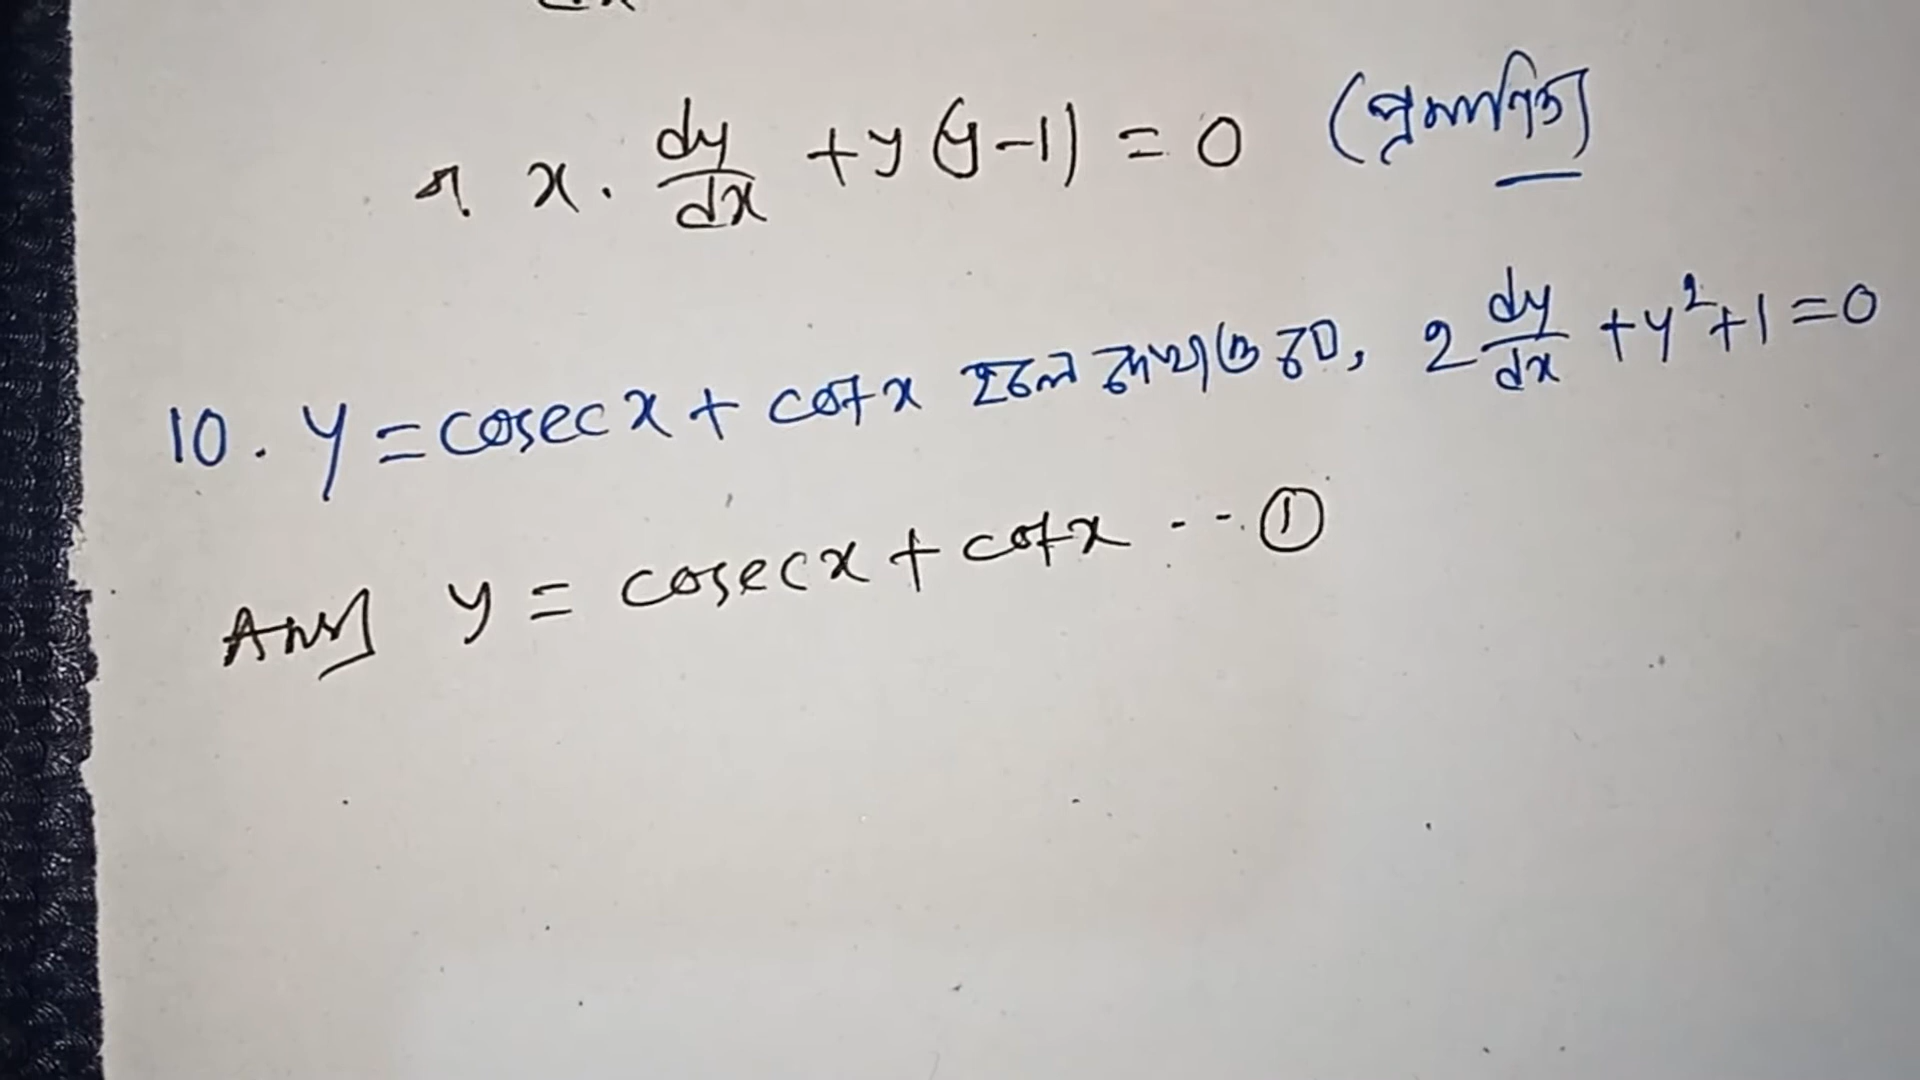 বা x. dy/dx + y(y-1) = 0 (প্রমাণিত)
10. y = cosec x + cot x হলে দেখাও যে, 2 dy/dx + y² + 1 = 0
Ans y = cosec x + cot x ... ①